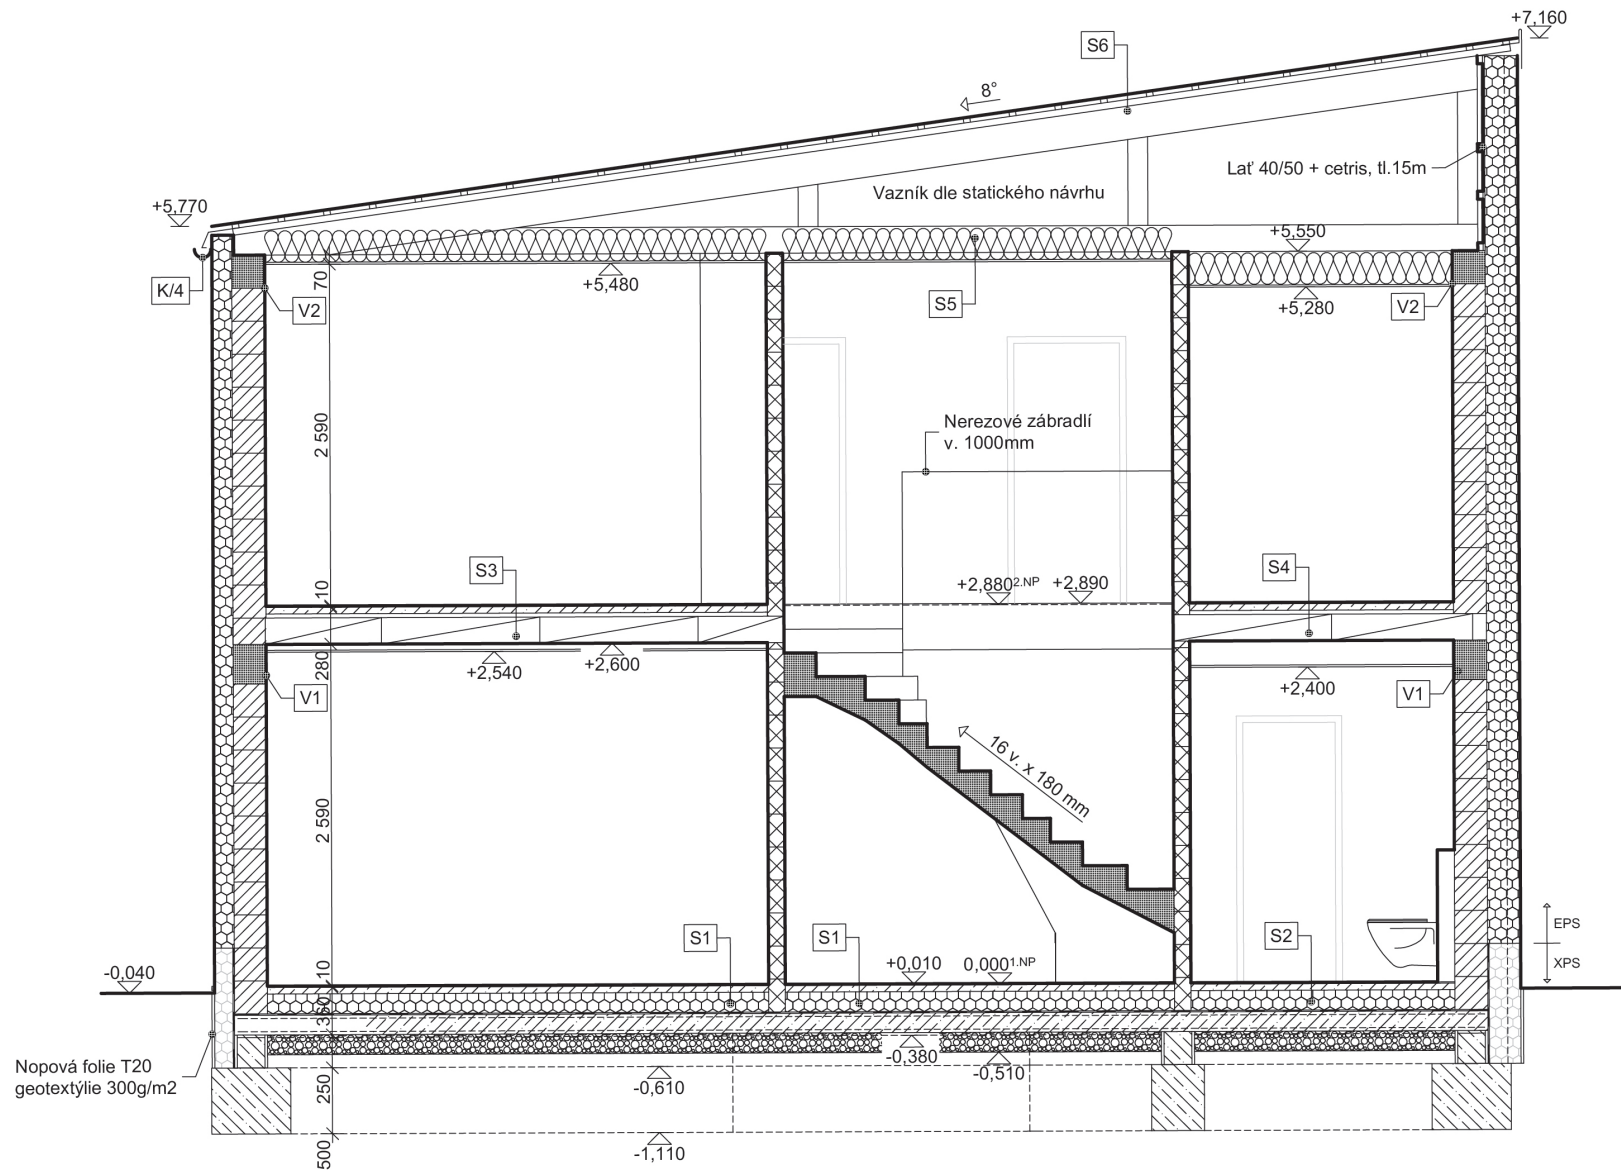 +7,160
S6
8°
Lať 40/50 + cetris, tl.15m
Vazník dle statického návrhu
+5,770
+5,550
70
+5,480
K/4
V2
S5
+5,280
V2
Nerezové zábradlí
v. 1000mm
2 590
S3
S4
10
+2,880 2.NP
+2,890
280
+2,540
+2,600
+2,400
V1
V1
16 v. x 180 mm
2 590
S1
S1
S2
EPS
XPS
-0,040
10
+0,010
0,000 1.NP
360
-0,380
-0,510
Nopová folie T20
geotextýlie 300g/m2
250
-0,610
500
-1,110